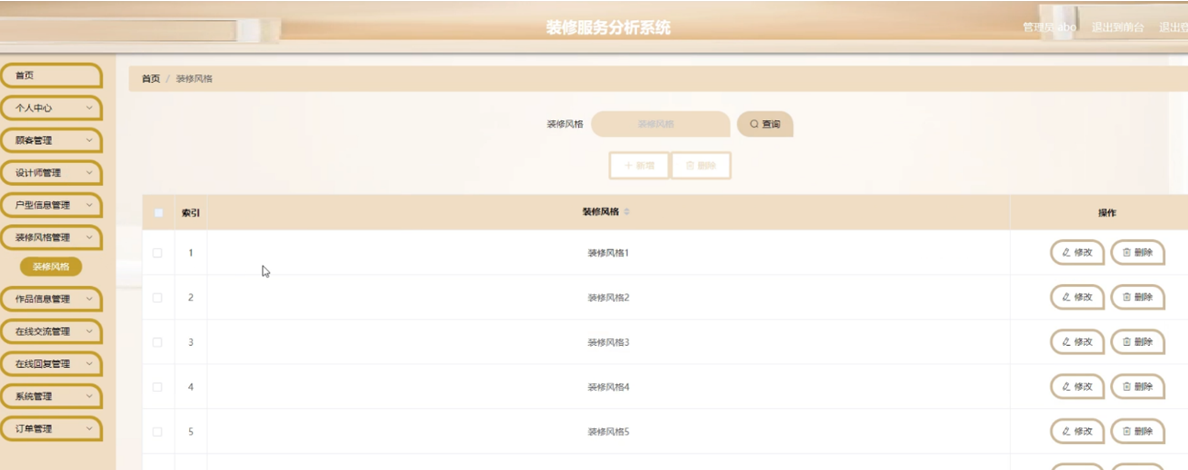 装修服务分析系统
管理员 abo 退出到前台
首页
个人中心
顾客管理
设计师管理
户型信息管理
装修风格管理
装修风格
作品信息管理
在线交流管理
在线回复管理
系统管理
订单管理
首页 / 装修风格
装修风格 装修风格 查询
+ 新增 删除
索引 装修风格 操作
1 装修风格1 修改 删除
2 装修风格2 修改 删除
3 装修风格3 修改 删除
4 装修风格4 修改 删除
5 装修风格5 修改 删除